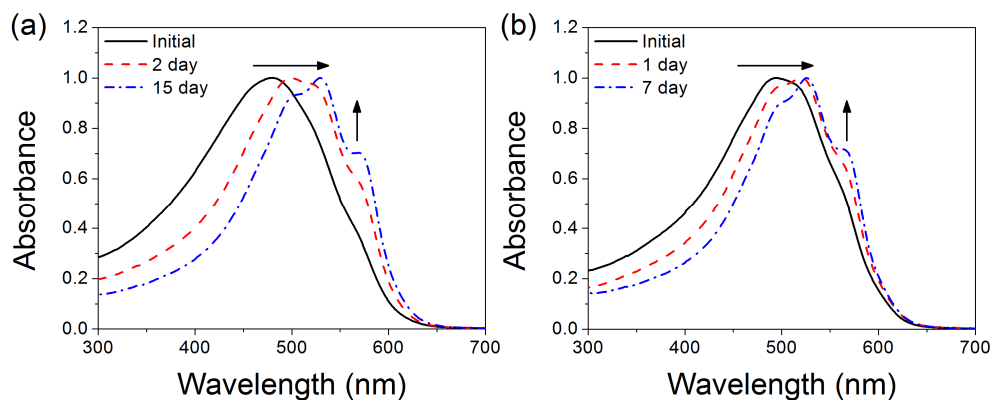 (a)
Initial
2 day
15 day
1.2
1.0
0.8
0.6
0.4
0.2
0.0
300 400 500 600 700
Absorbance
Wavelength (nm)
(b)
Initial
1 day
7 day
1.2
1.0
0.8
0.6
0.4
0.2
0.0
300 400 500 600 700
Absorbance
Wavelength (nm)